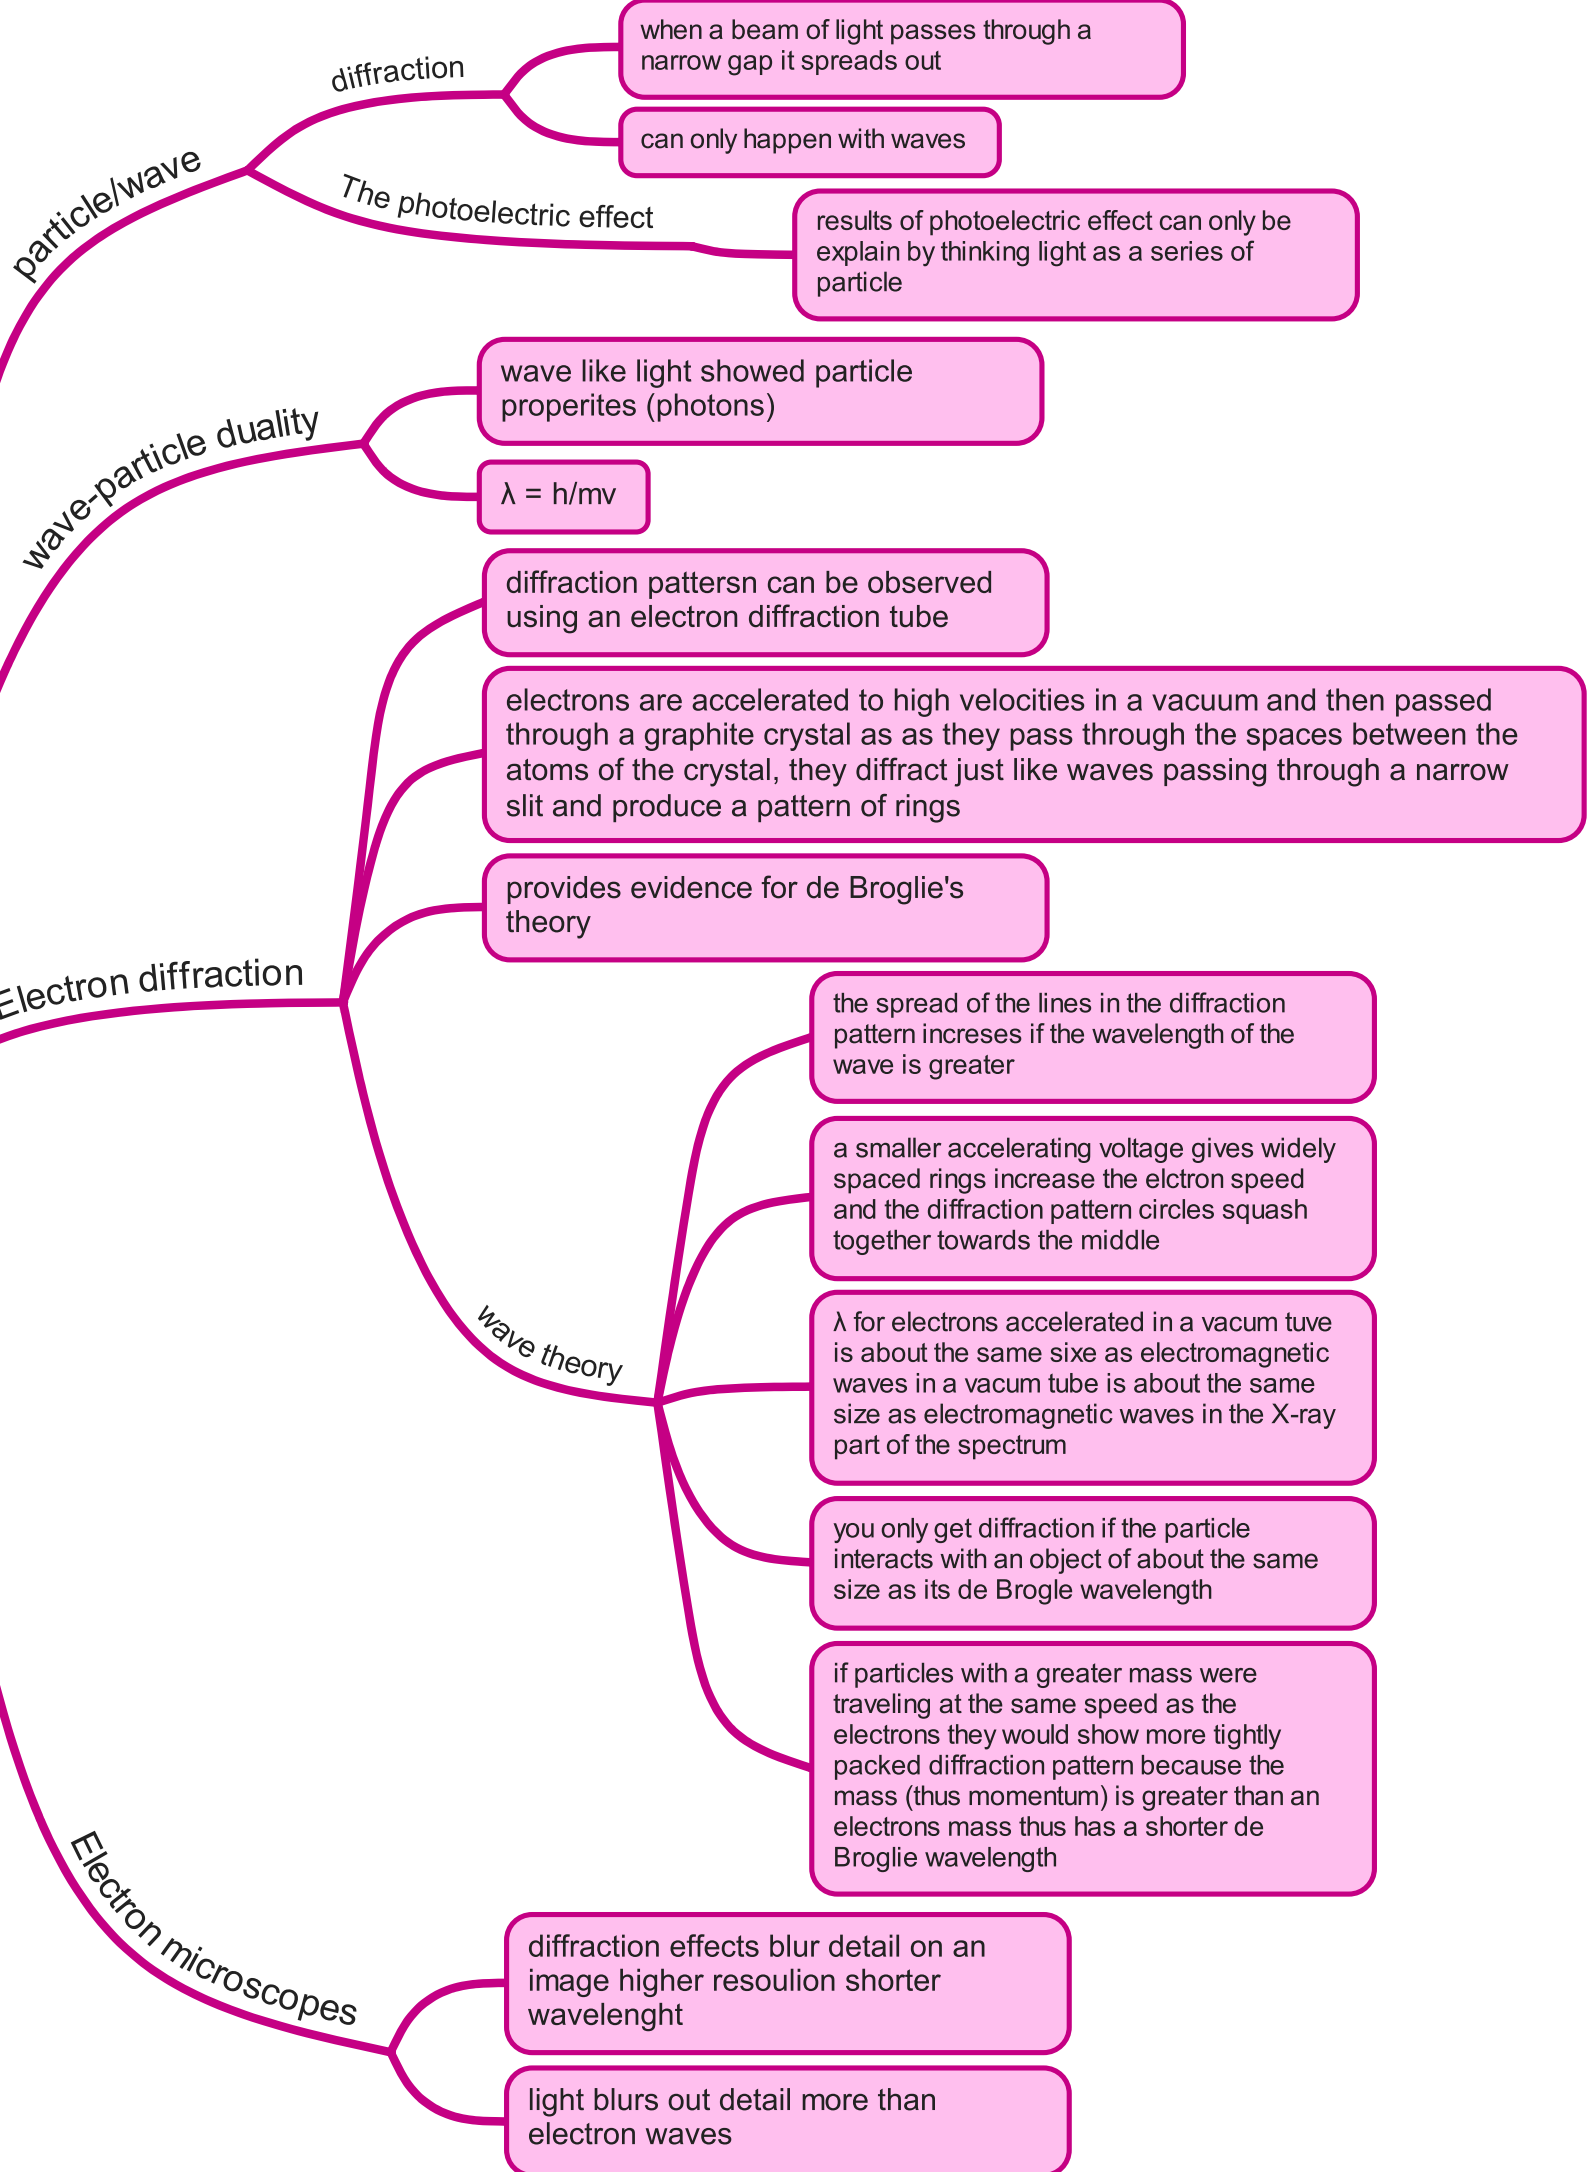 particle/wave
diffraction
when a beam of light passes through a
narrow gap it spreads out
can only happen with waves
The photoelectric effect
results of photoelectric effect can only be
explain by thinking light as a series of
particle
wave-particle duality
wave like light showed particle
properites (photons)
λ = h/mv
Electron diffraction
diffraction pattersn can be observed
using an electron diffraction tube
electrons are accelerated to high velocities in a vacuum and then passed
through a graphite crystal as as they pass through the spaces between the
atoms of the crystal, they diffract just like waves passing through a narrow
slit and produce a pattern of rings
provides evidence for de Broglie's
theory
wave theory
the spread of the lines in the diffraction
pattern increses if the wavelength of the
wave is greater
a smaller accelerating voltage gives widely
spaced rings increase the elctron speed
and the diffraction pattern circles squash
together towards the middle
λ for electrons accelerated in a vacum tuve
is about the same sixe as electromagnetic
waves in a vacum tube is about the same
size as electromagnetic waves in the X-ray
part of the spectrum
you only get diffraction if the particle
interacts with an object of about the same
size as its de Brogle wavelength
if particles with a greater mass were
traveling at the same speed as the
electrons they would show more tightly
packed diffraction pattern because the
mass (thus momentum) is greater than an
electrons mass thus has a shorter de
Broglie wavelength
Electron microscopes
diffraction effects blur detail on an
image higher resoulion shorter
wavelenght
light blurs out detail more than
electron waves